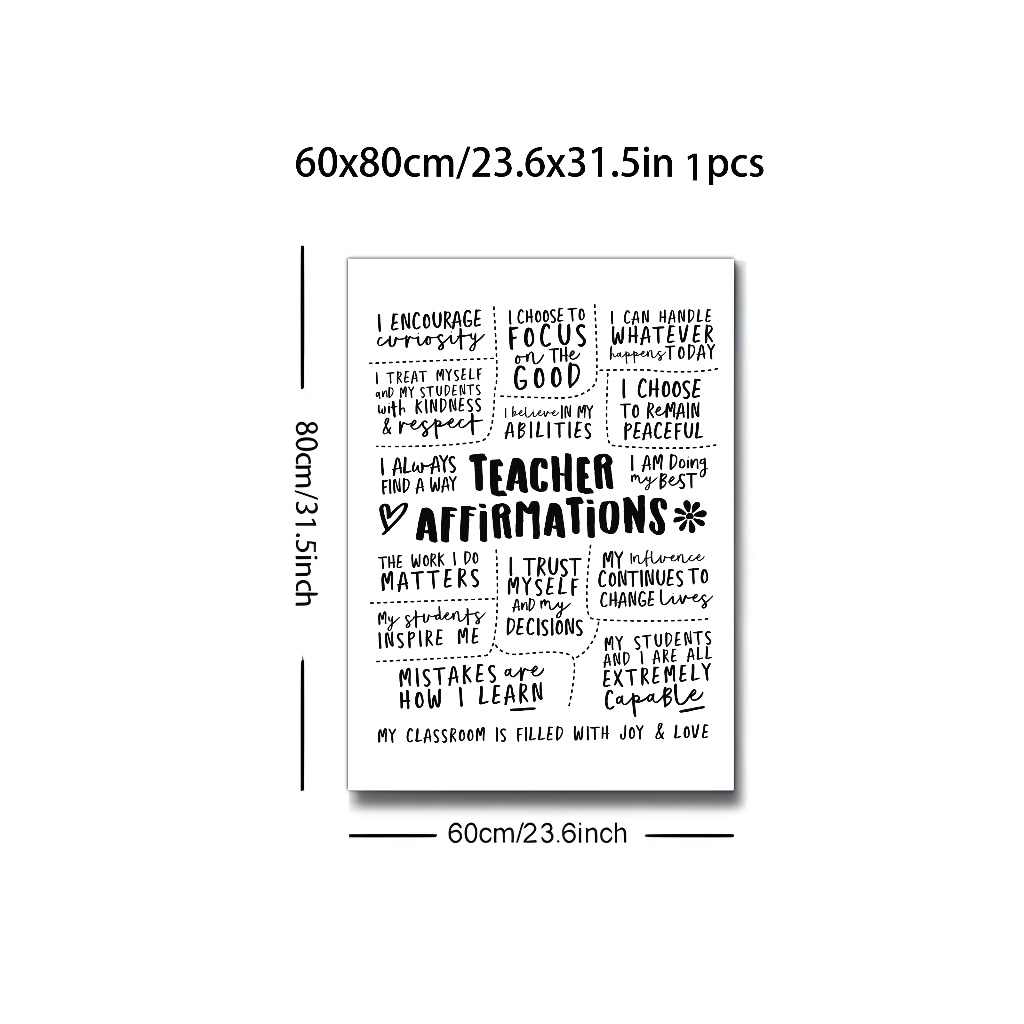 60x80cm/23.6x31.5in 1pcs
80cm/31.5inch
I ENCOURAGE
curiosity
I CHOOSE TO
FOCUS
on THE
GOOD
I CAN HANDLE
WHATEVER
happens TODAY
I TREAT MYSELF
anD MY STUDENTS
with KINDNESS
& respect
I believe IN MY
ABILITIES
I CHOOSE
TO ReMAIN
PEACEFUL
I ALwAYS
FIND A WAY
TEACHER
AFFiRMATiONS
I AM Doing
my BEST
THE WORK I DO
MATTERS
I TRUST
MYSELF
AnD my
DECISIONS
MY Influence
CONTINUES TO
CHANGE lives
My students
INSPIRE ME
MISTAKES are
HOW I LEARN
MY STUDENTS
AND I ARE ALL
EXTREMELY
CapaBLe
MY CLASSROOM IS FILLED WITH JOY & LOVE
60cm/23.6inch